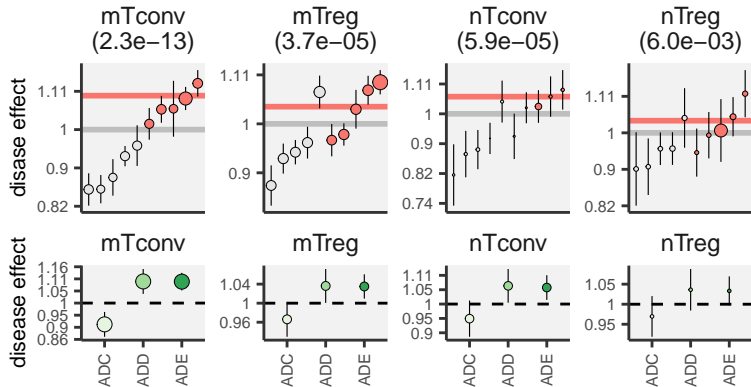 mTconv
(2.3e−13)
mTreg
(3.7e−05)
nTconv
(5.9e−05)
nTreg
(6.0e−03)
disase effect
1.11
1
0.9
0.82
1.11
1
0.9
1.11
1
0.9
0.82
0.74
1.11
1
0.9
0.82
mTconv
mTreg
nTconv
nTreg
disease effect
1.16
1.11
1.05
1
0.95
0.9
0.86
1.04
1
0.96
1.11
1.05
1
0.95
0.9
1.05
1
0.95
ADC
ADD
ADE
ADC
ADD
ADE
ADC
ADD
ADE
ADC
ADD
ADE